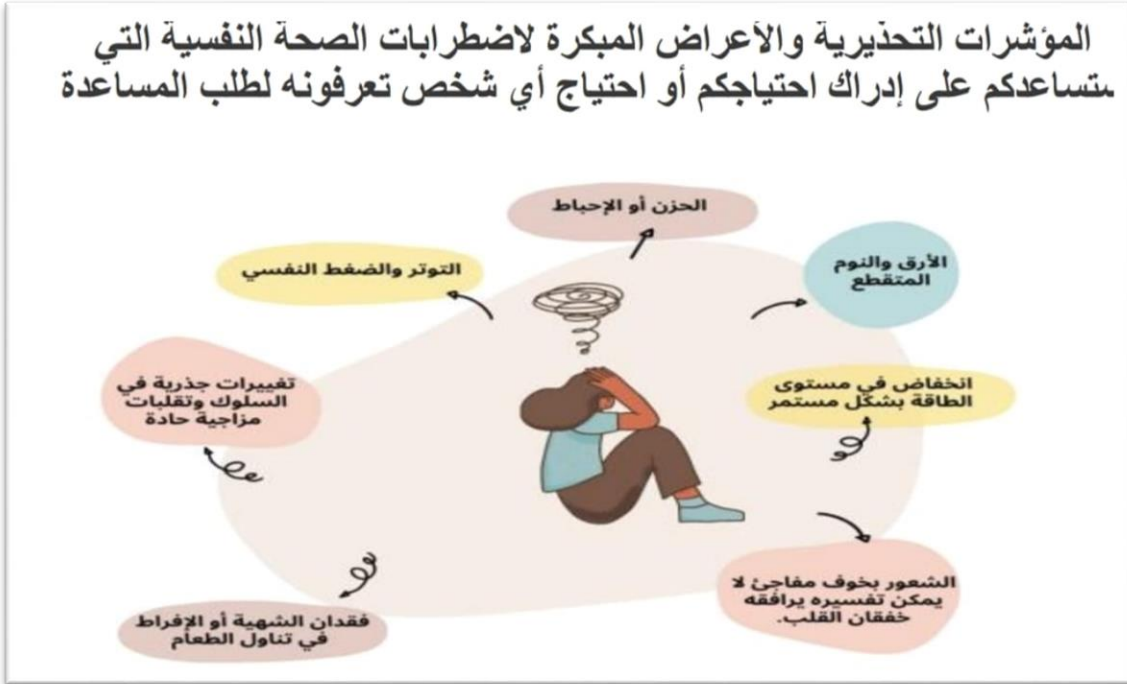 المؤشرات التحذيرية والأعراض المبكرة لاضطرابات الصحة النفسية التي
ستساعدكم على إدراك احتياجكم أو احتياج أي شخص تعرفونه لطلب المساعدة
الحزن أو الإحباط
الأرق والنوم
المتقطع
التوتر والضغط النفسي
انخفاض في مستوى
الطاقة بشكل مستمر
تغييرات جذرية في
السلوك وتقلبات
مزاجية حادة
الشعور بخوف مفاجئ لا
يمكن تفسيره يرافقه
خفقان القلب.
فقدان الشهية أو الإفراط
في تناول الطعام